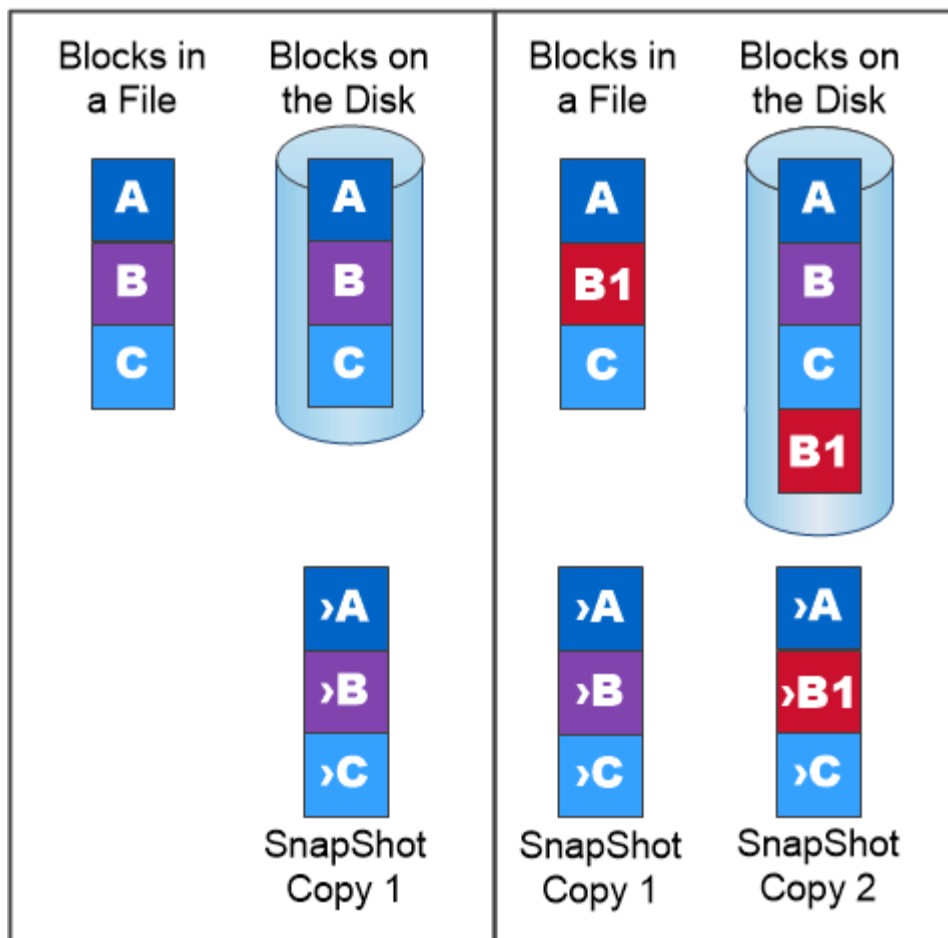 Blocks in
a File
Blocks on
the Disk
A
B
C
A
B
C
›A
›B
›C
SnapShot
Copy 1
Blocks in
a File
Blocks on
the Disk
A
B1
C
A
B
C
B1
›A
›B
›C
SnapShot
Copy 1
›A
›B1
›C
SnapShot
Copy 2